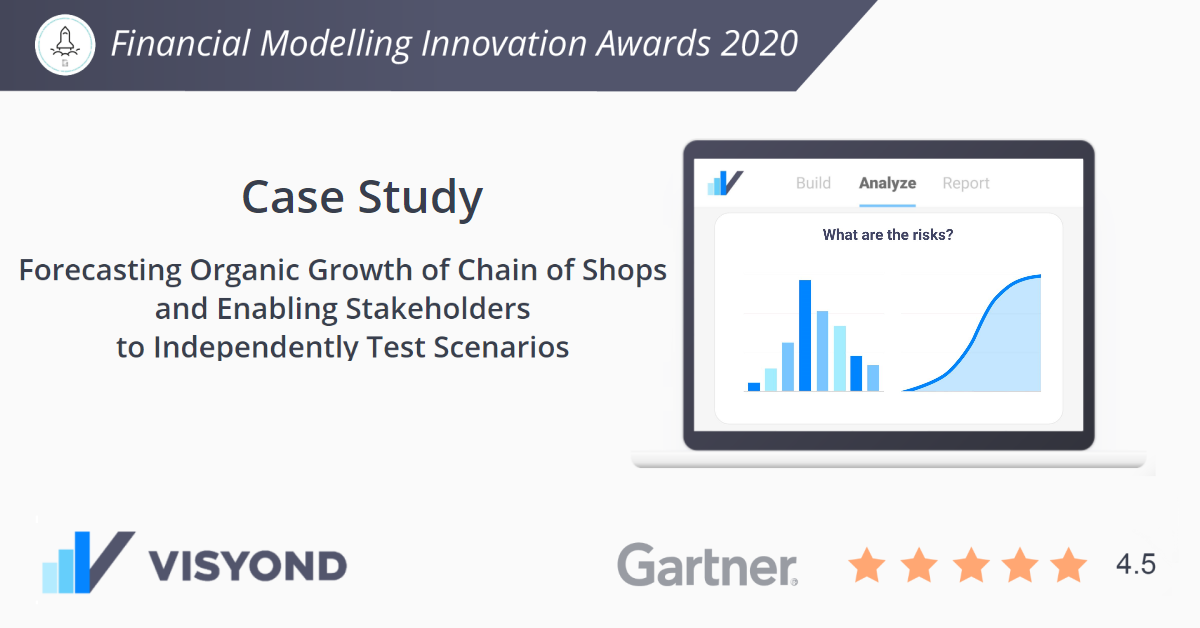 Financial Modelling Innovation Awards 2020
Case Study
Forecasting Organic Growth of Chain of Shops
and Enabling Stakeholders
to Independently Test Scenarios
Build Analyze Report
What are the risks?
VISYOND
Gartner
4.5